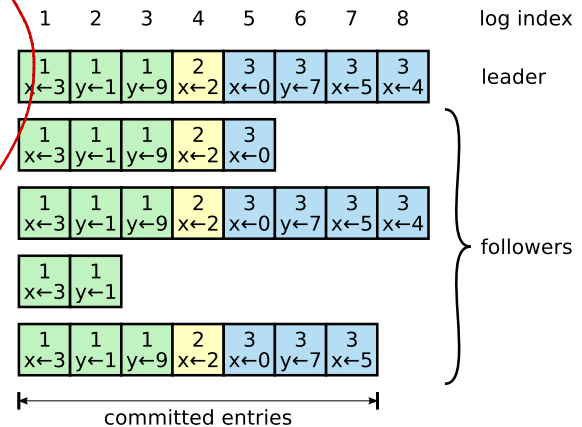 1 2 3 4 5 6 7 8 log index
1 1 1 2 3 3 3 3 leader
x←3 y←1 y←9 x←2 x←0 y←7 x←5 x←4
1 1 1 2 3
x←3 y←1 y←9 x←2 x←0
1 1 1 2 3 3 3 3
x←3 y←1 y←9 x←2 x←0 y←7 x←5 x←4
followers
1 1
x←3 y←1
1 1 1 2 3 3 3
x←3 y←1 y←9 x←2 x←0 y←7 x←5
committed entries